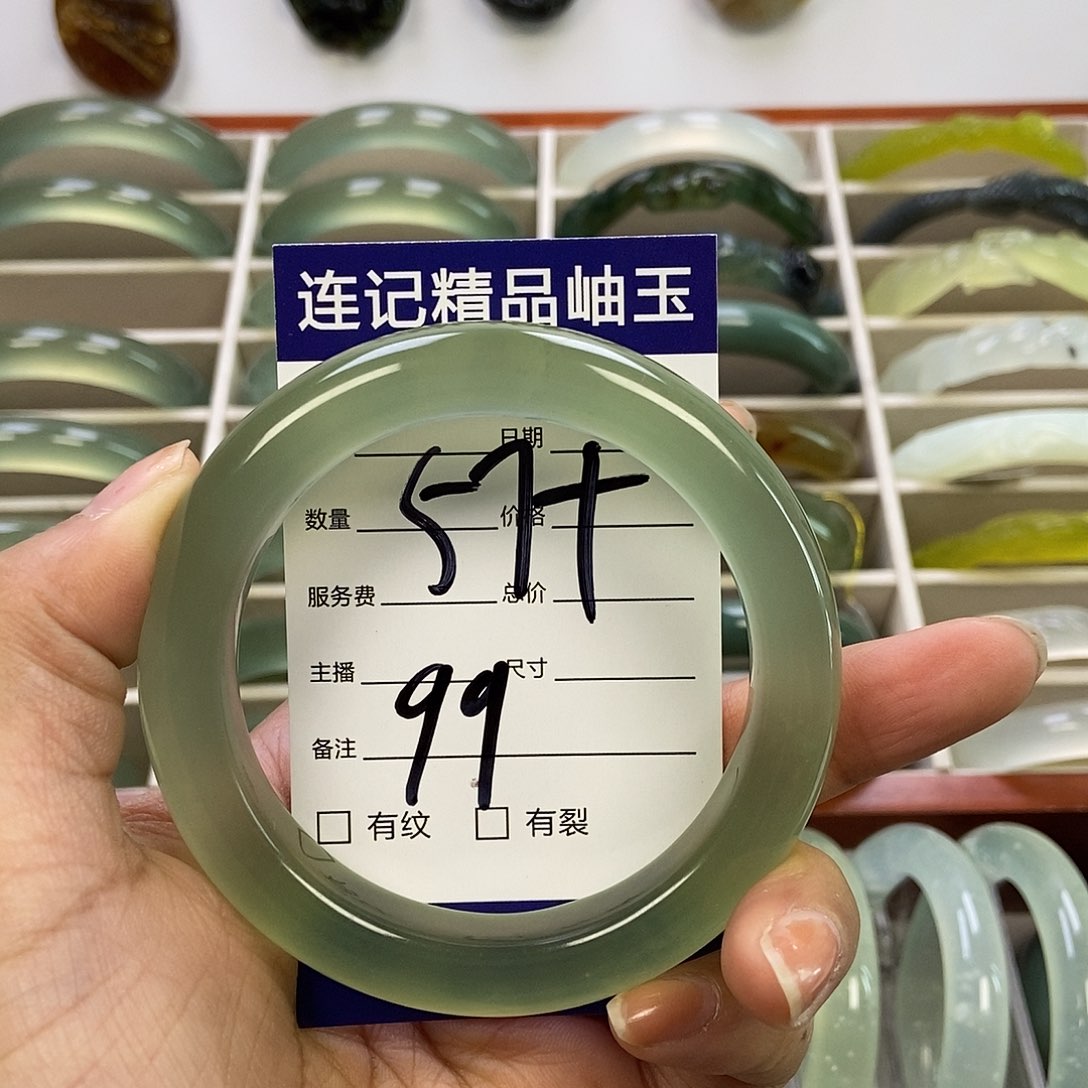 连记精品岫玉
日期
57+
数量 价格
服务费 总价
主播 尺寸
99
备注
□ 有纹 □ 有裂